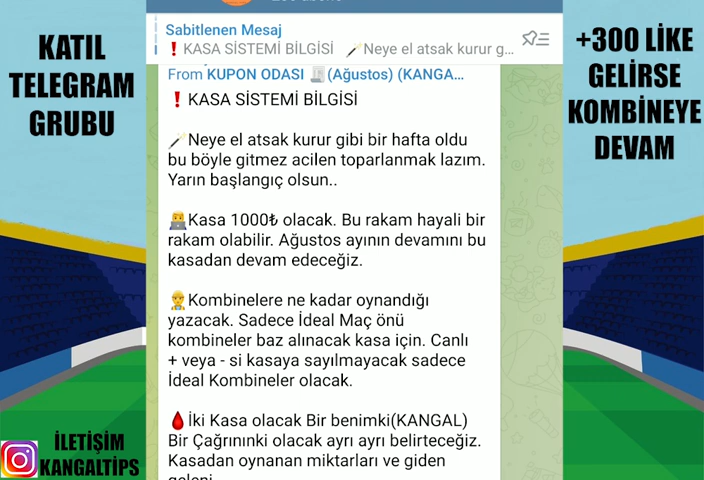 KATIL
TELEGRAM
GRUBU
Sabitlenen Mesaj
❗KASA SİSTEMİ BİLGİSİ 🪄Neye el atsak kurur g...
From KUPON ODASI 🧾(Ağustos) (KANGA...
❗KASA SİSTEMİ BİLGİSİ
🪄Neye el atsak kurur gibi bir hafta oldu
bu böyle gitmez acilen toparlanmak lazım.
Yarın başlangıç olsun..
👨‍💻Kasa 1000₺ olacak. Bu rakam hayali bir
rakam olabilir. Ağustos ayının devamını bu
kasadan devam edeceğiz.
👷Kombinelere ne kadar oynandığı
yazacak. Sadece İdeal Maç önü
kombineler baz alınacak kasa için. Canlı
+ veya - si kasaya sayılmayacak sadece
İdeal Kombineler olacak.
🩸İki Kasa olacak Bir benimki(KANGAL)
Bir Çağrınınki olacak ayrı ayrı belirteceğiz.
Kasadan oynanan miktarları ve giden
+300 LİKE
GELİRSE
KOMBİNEYE
DEVAM
İLETİŞİM
KANGALTİPS